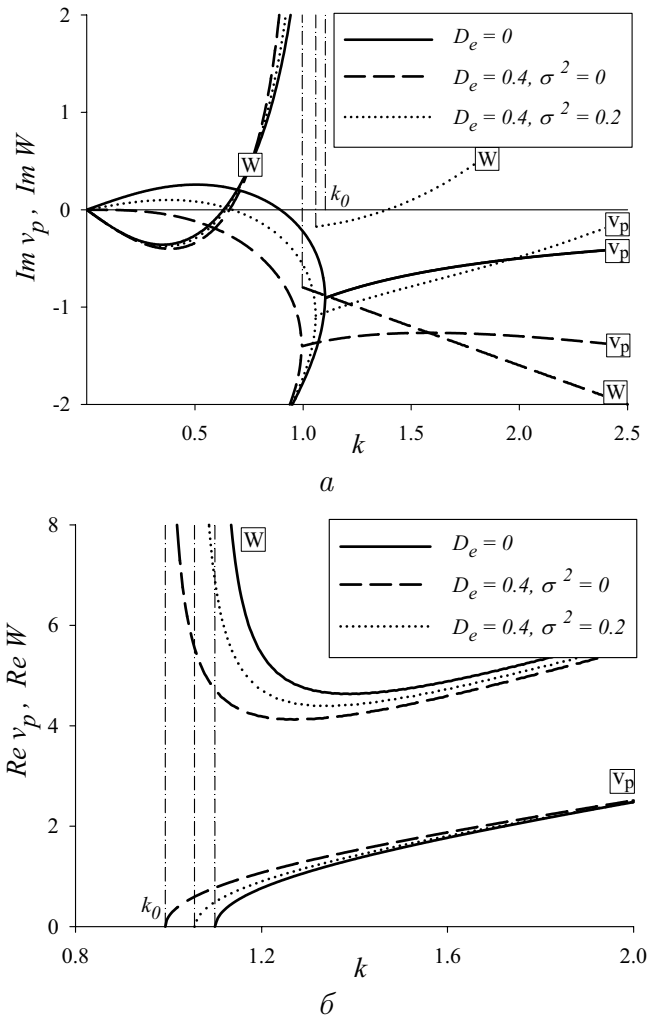 2
1
0
-1
-2
Im v_p, Im W
D_e = 0
D_e = 0.4, σ^2 = 0
D_e = 0.4, σ^2 = 0.2
W
W
k_0
v_p
v_p
v_p
W
0.5
1.0
1.5
2.0
2.5
k
а
8
6
4
2
0
Re v_p, Re W
W
D_e = 0
D_e = 0.4, σ^2 = 0
D_e = 0.4, σ^2 = 0.2
v_p
k_0
0.8
1.2
1.6
2.0
k
б